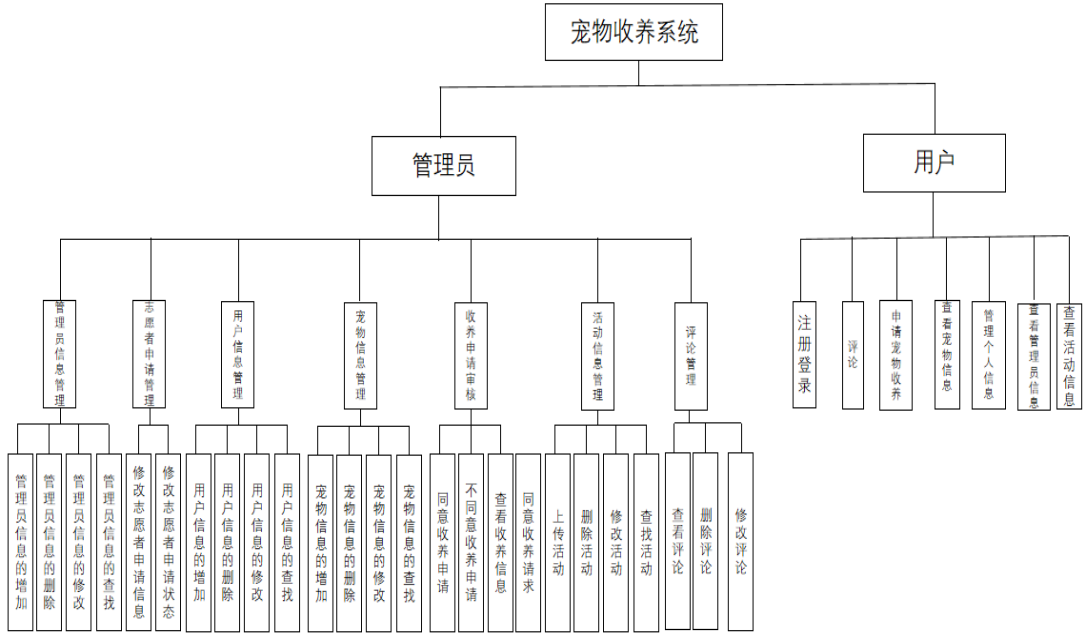 宠物收养系统
管理员
用户
管理员信息管理
志愿者申请管理
用户信息管理
宠物信息管理
收养申请审核
活动信息管理
评论管理
注册登录
评论
申请宠物收养
查看宠物信息
管理个人信息
查看管理员信息
查看活动信息
管理员信息的增加
管理员信息的删除
管理员信息的修改
管理员信息的查找
修改志愿者申请信息
修改志愿者申请状态
用户信息的增加
用户信息的删除
用户信息的修改
用户信息的查找
宠物信息的增加
宠物信息的删除
宠物信息的修改
宠物信息的查找
同意收养申请
不同意收养申请
查看收养信息
同意收养请求
上传活动
删除活动
修改活动
查找活动
查看评论
删除评论
修改评论